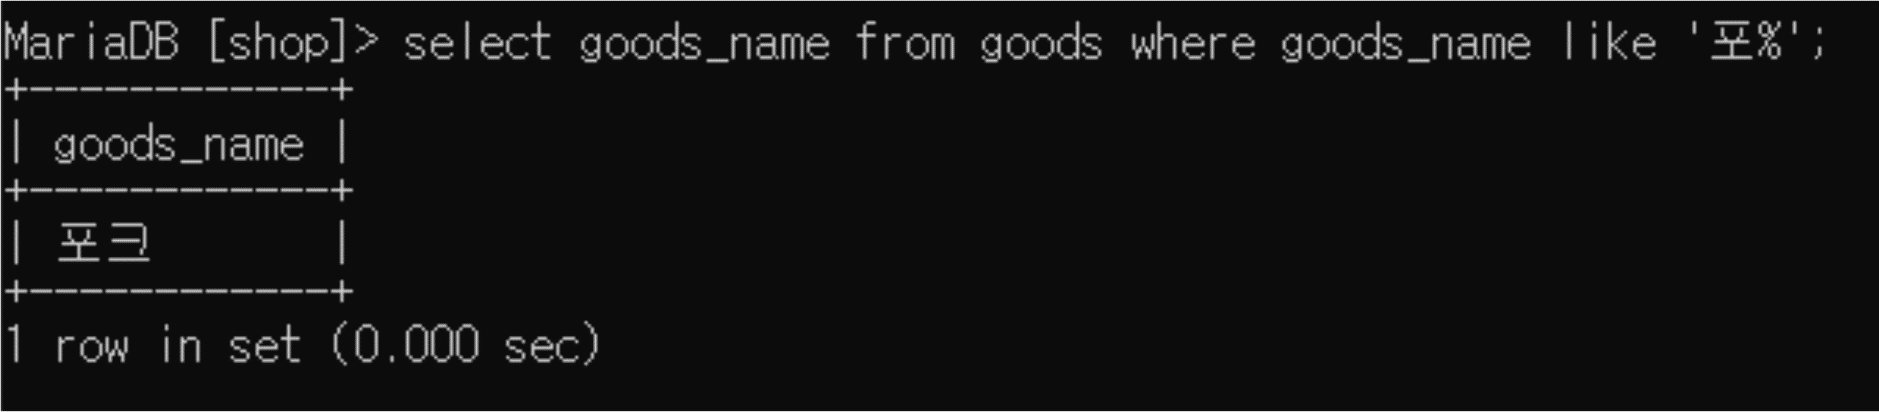 MariaDB [shop]> select goods_name from goods where goods_name like '포%';
+------------+
| goods_name |
+------------+
| 포크       |
+------------+
1 row in set (0.000 sec)